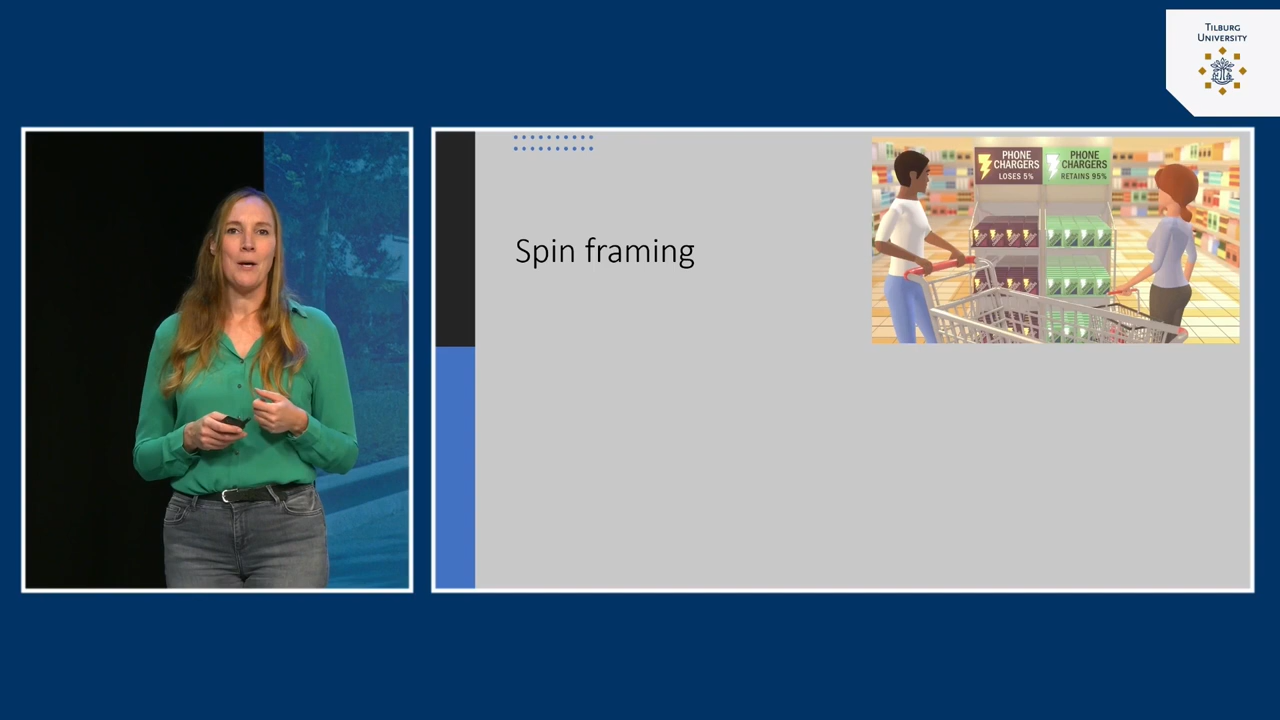 TILBURG
UNIVERSITY
Spin framing
PHONE
CHARGERS
LOSES 5%
PHONE
CHARGERS
RETAINS 95%